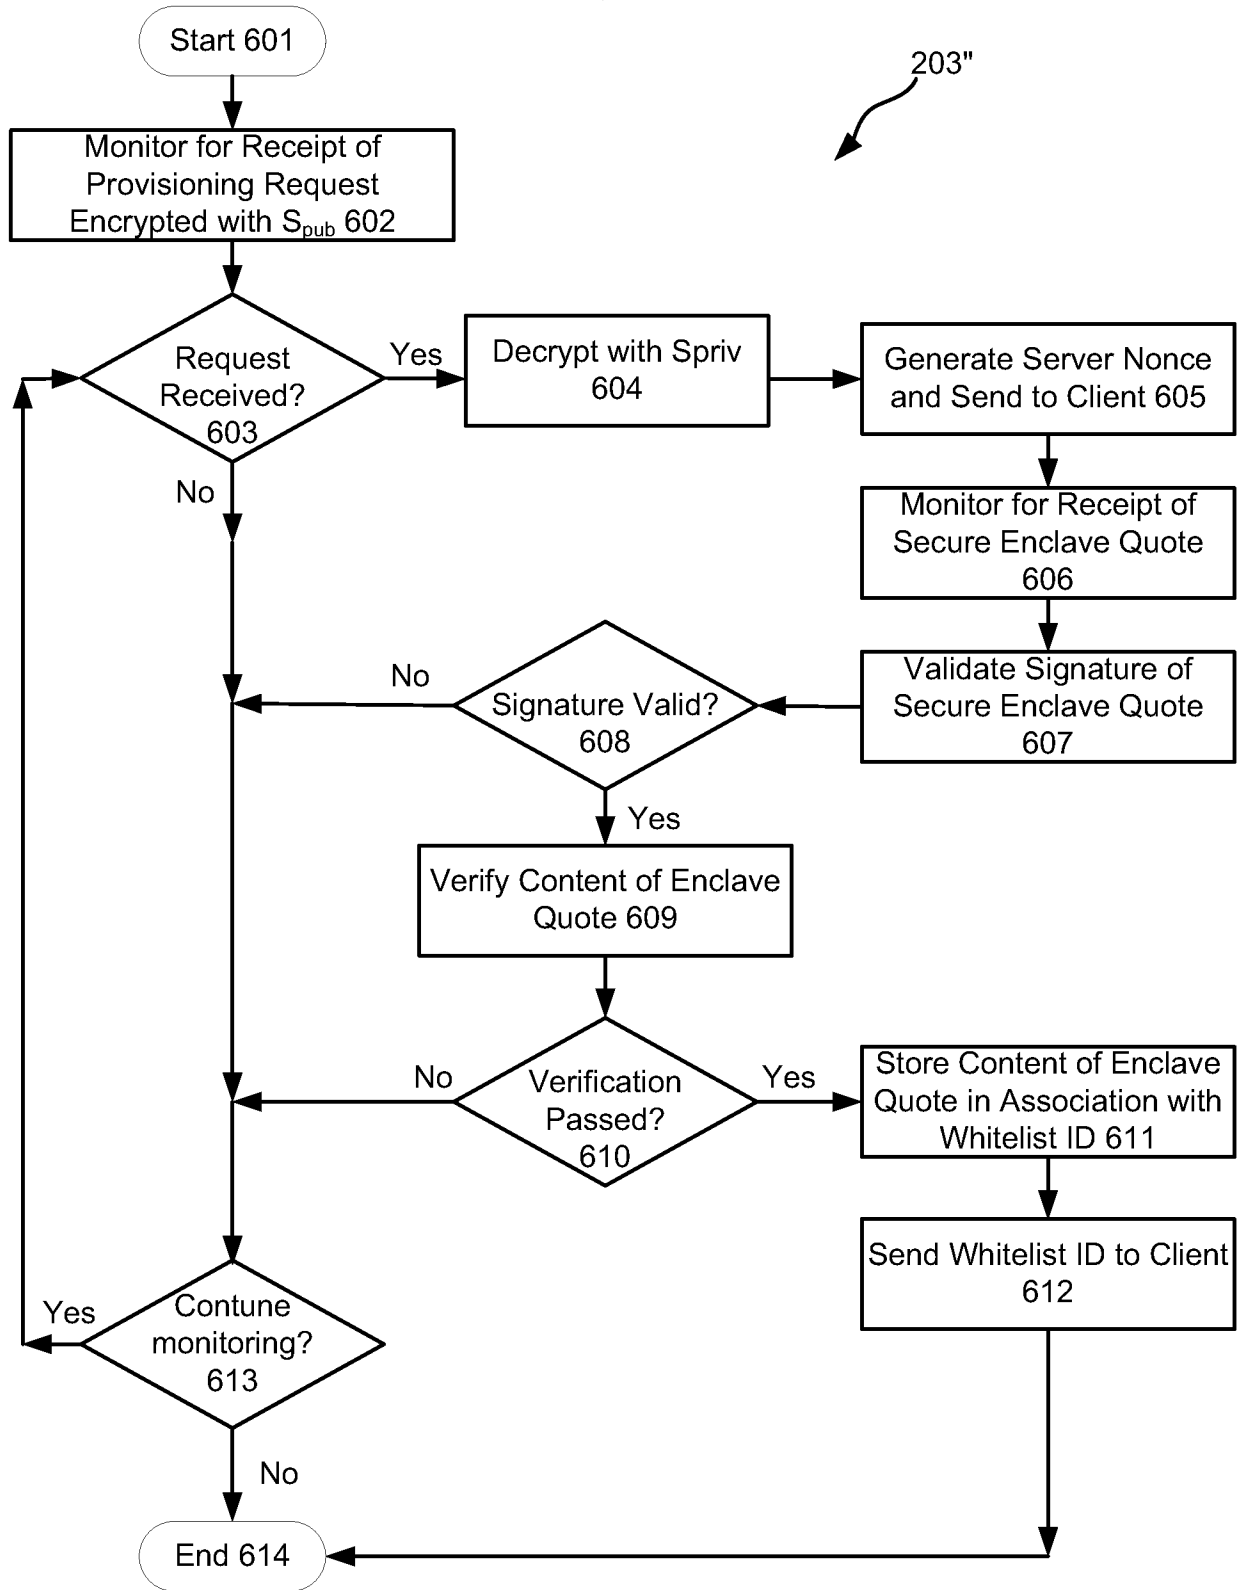 Start 601
203"
Monitor for Receipt of
Provisioning Request
Encrypted with Spub 602
Request
Received?
603
Yes
No
Decrypt with Spriv
604
Generate Server Nonce
and Send to Client 605
Monitor for Receipt of
Secure Enclave Quote
606
Validate Signature of
Secure Enclave Quote
607
Signature Valid?
608
No
Yes
Verify Content of Enclave
Quote 609
Verification
Passed?
610
No
Yes
Store Content of Enclave
Quote in Association with
Whitelist ID 611
Send Whitelist ID to Client
612
Contune
monitoring?
613
Yes
No
End 614